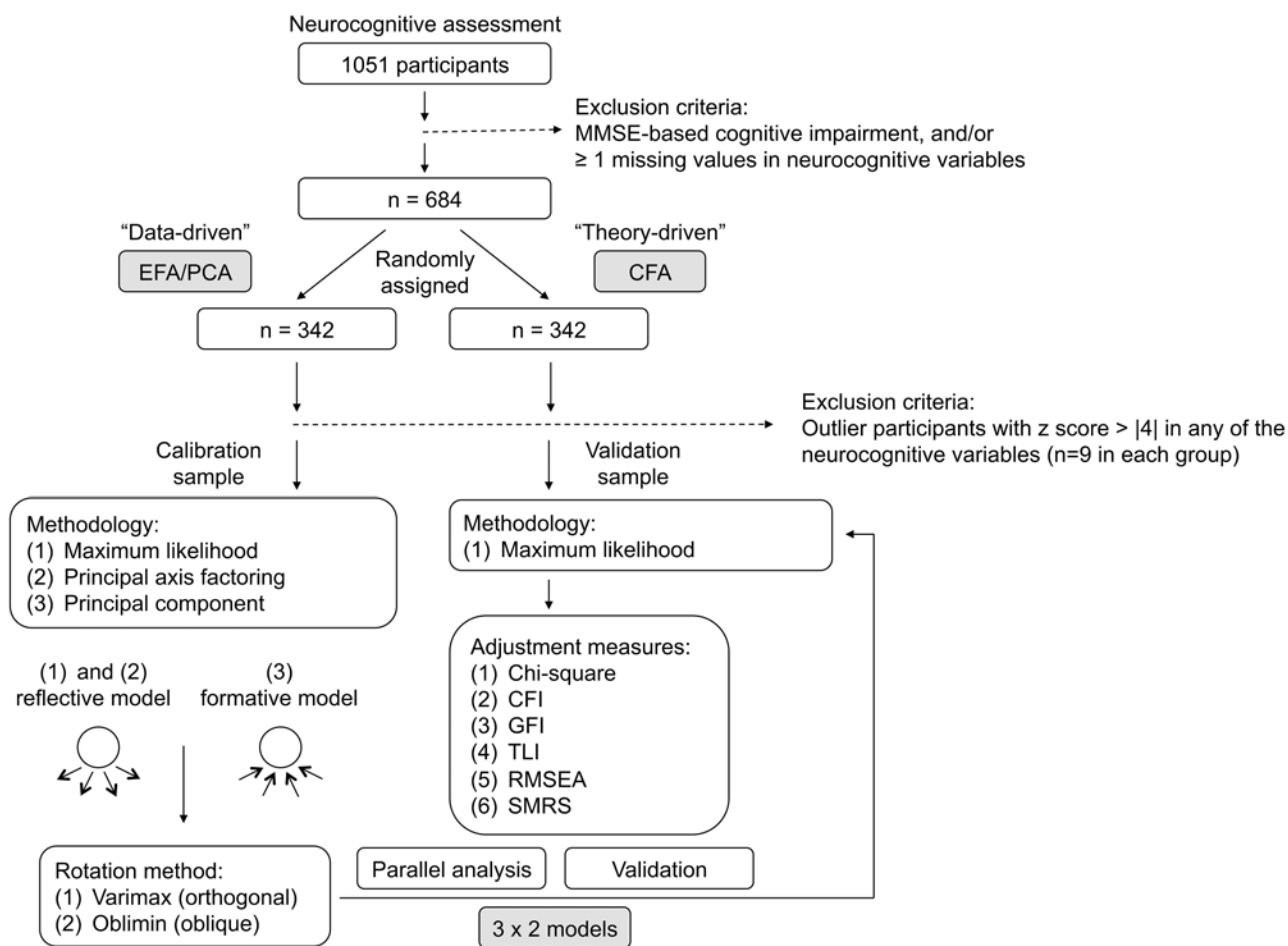 Neurocognitive assessment
1051 participants
Exclusion criteria:
MMSE-based cognitive impairment, and/or
≥ 1 missing values in neurocognitive variables
n = 684
“Data-driven”
EFA/PCA
Randomly
assigned
“Theory-driven”
CFA
n = 342
n = 342
Exclusion criteria:
Outlier participants with z score > |4| in any of the
neurocognitive variables (n=9 in each group)
Calibration
sample
Validation
sample
Methodology:
(1) Maximum likelihood
(2) Principal axis factoring
(3) Principal component
Methodology:
(1) Maximum likelihood
(1) and (2)
reflective model
(3)
formative model
Adjustment measures:
(1) Chi-square
(2) CFI
(3) GFI
(4) TLI
(5) RMSEA
(6) SMRS
Rotation method:
(1) Varimax (orthogonal)
(2) Oblimin (oblique)
Parallel analysis
Validation
3 x 2 models